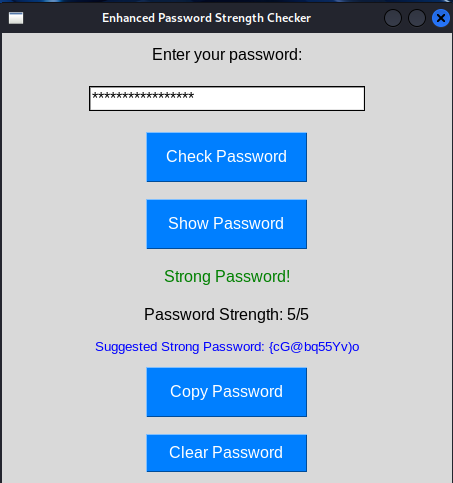 Enhanced Password Strength Checker
Enter your password:
*****************
Check Password
Show Password
Strong Password!
Password Strength: 5/5
Suggested Strong Password: {cG@bq55Yv)o
Copy Password
Clear Password